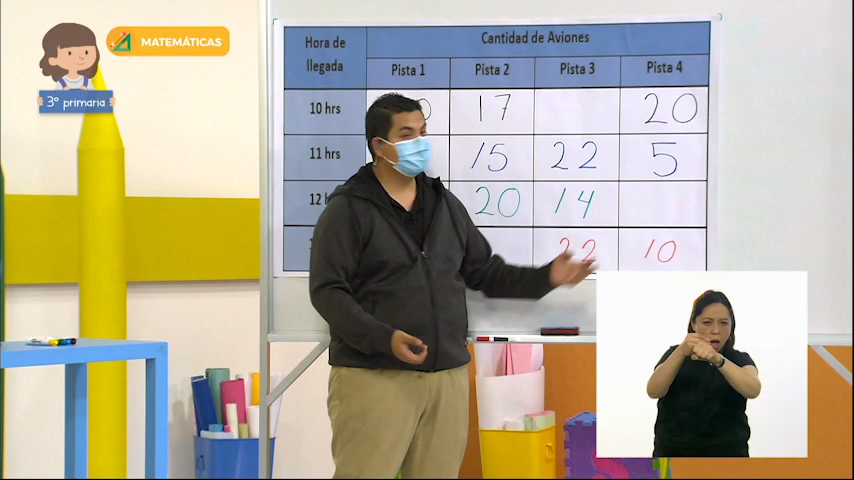 MATEMÁTICAS
3° primaria
Hora de llegada
Cantidad de Aviones
Pista 1 Pista 2 Pista 3 Pista 4
10 hrs 17 20
11 hrs 15 22 5
12 20 14
22 10